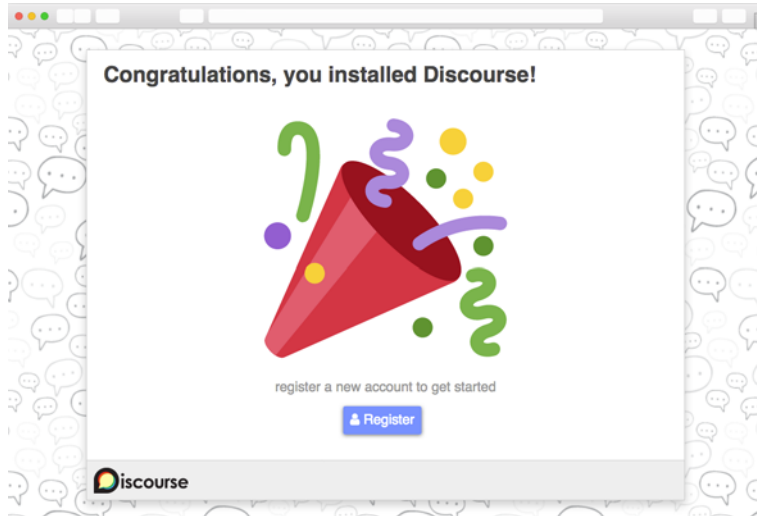 Congratulations, you installed Discourse!
register a new account to get started
Register
Discourse